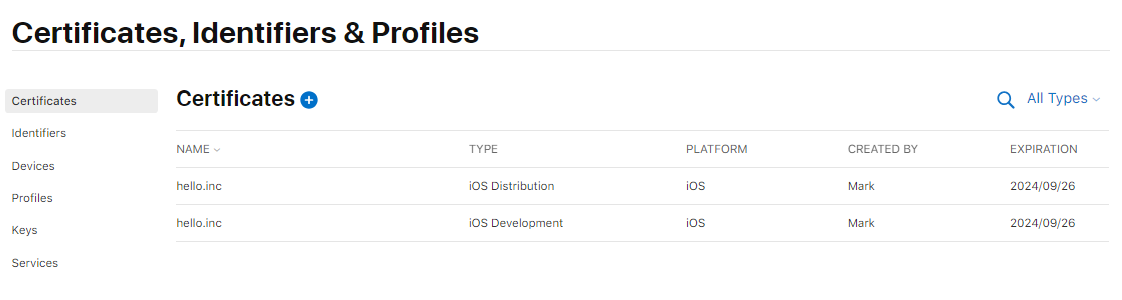 Certificates, Identifiers & Profiles
Certificates
Identifiers
Devices
Profiles
Keys
Services
Certificates
All Types
NAME TYPE PLATFORM CREATED BY EXPIRATION
hello.inc iOS Distribution iOS Mark 2024/09/26
hello.inc iOS Development iOS Mark 2024/09/26